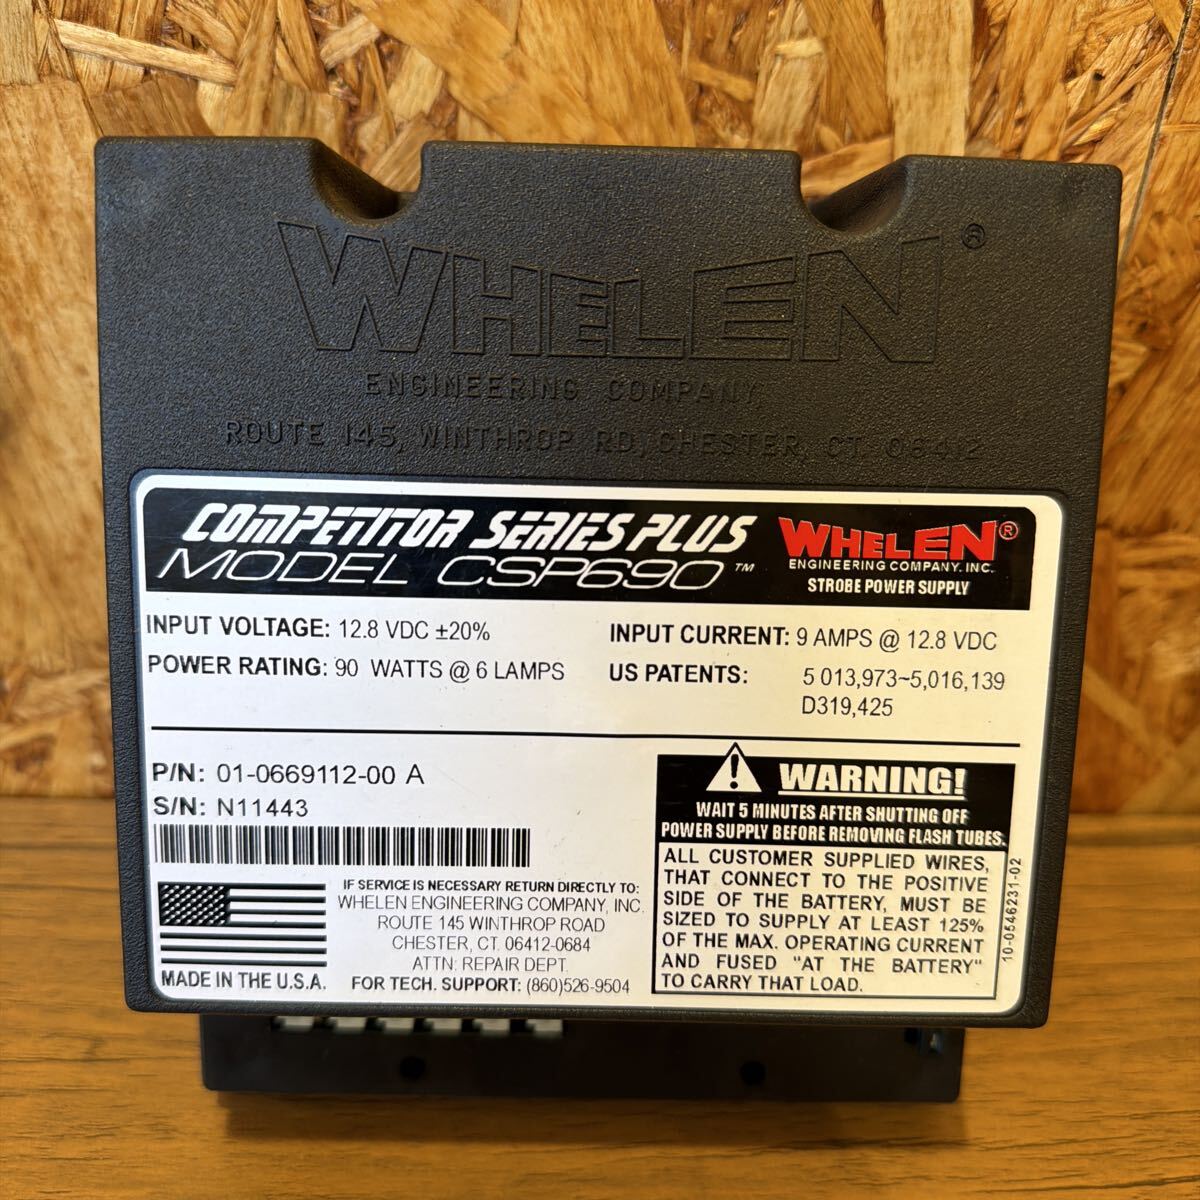 WHELEN®
ENGINEERING COMPANY
ROUTE 145, WINTHROP RD, CHESTER, CT. 06412
COMPETITOR SERIES PLUS
MODEL CSP690™
WHELEN®
ENGINEERING COMPANY. INC.
STROBE POWER SUPPLY
INPUT VOLTAGE: 12.8 VDC ±20%
POWER RATING: 90 WATTS @ 6 LAMPS
INPUT CURRENT: 9 AMPS @ 12.8 VDC
US PATENTS: 5 013,973~5,016,139
D319,425
P/N: 01-0669112-00 A
S/N: N11443
MADE IN THE U.S.A.
IF SERVICE IS NECESSARY RETURN DIRECTLY TO:
WHELEN ENGINEERING COMPANY, INC.
ROUTE 145 WINTHROP ROAD
CHESTER, CT. 06412-0684
ATTN: REPAIR DEPT.
FOR TECH. SUPPORT: (860)526-9504
WARNING!
WAIT 5 MINUTES AFTER SHUTTING OFF
POWER SUPPLY BEFORE REMOVING FLASH TUBES.
ALL CUSTOMER SUPPLIED WIRES,
THAT CONNECT TO THE POSITIVE
SIDE OF THE BATTERY, MUST BE
SIZED TO SUPPLY AT LEAST 125%
OF THE MAX. OPERATING CURRENT
AND FUSED "AT THE BATTERY"
TO CARRY THAT LOAD.
10-0546231-02